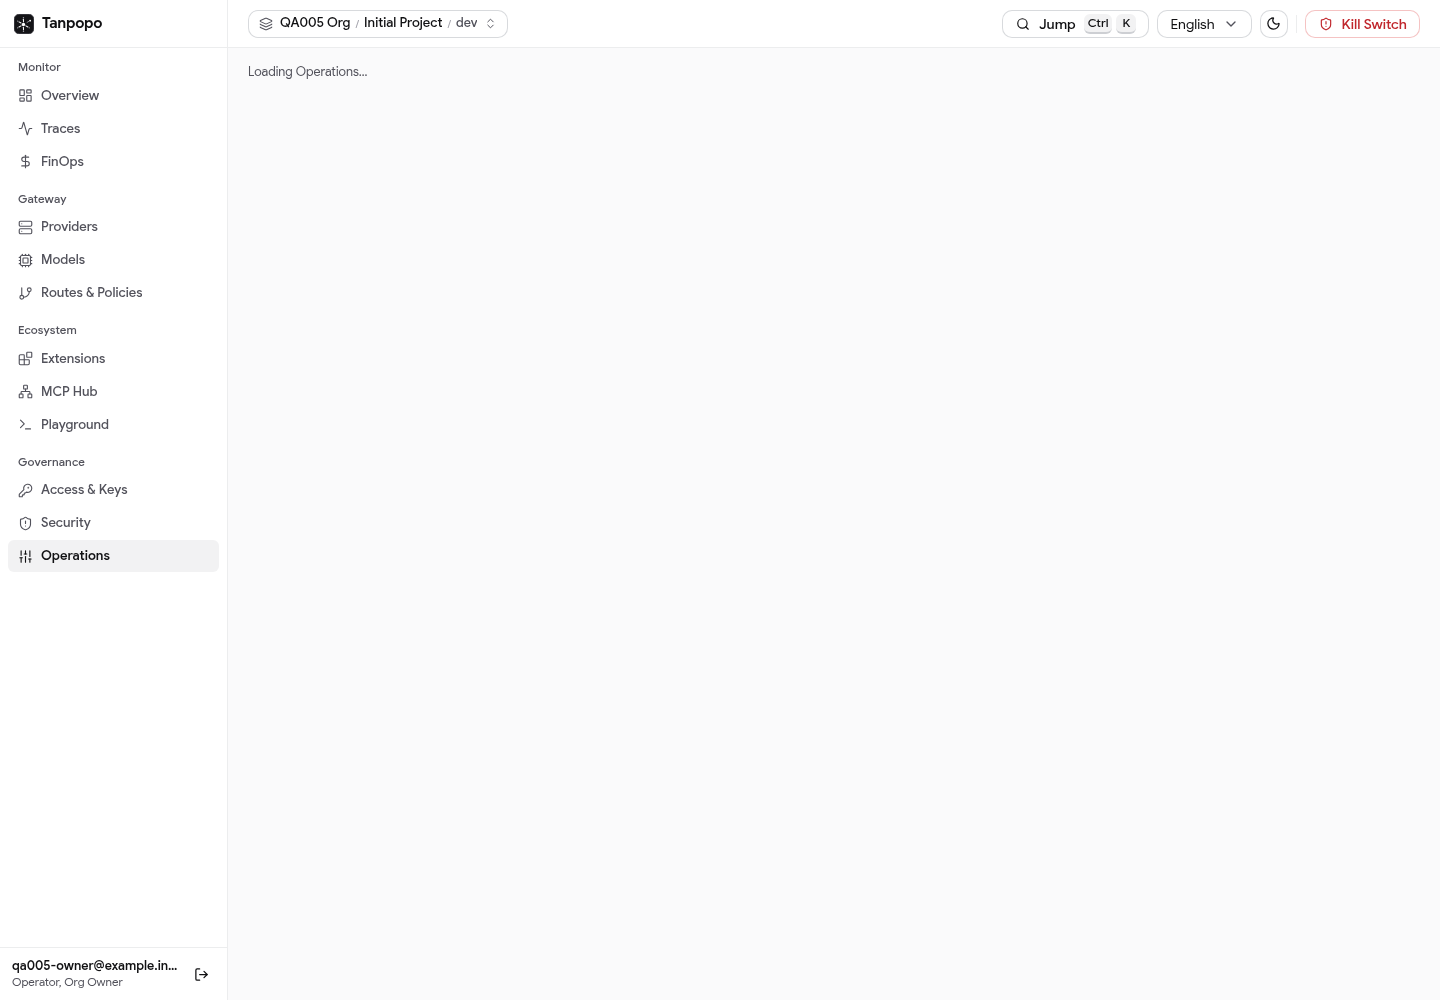 Tanpopo
QA005 Org / Initial Project / dev
Jump Ctrl K
English
Kill Switch
Monitor
Overview
Traces
FinOps
Gateway
Providers
Models
Routes & Policies
Ecosystem
Extensions
MCP Hub
Playground
Governance
Access & Keys
Security
Operations
Loading Operations...
qa005-owner@example.in...
Operator, Org Owner